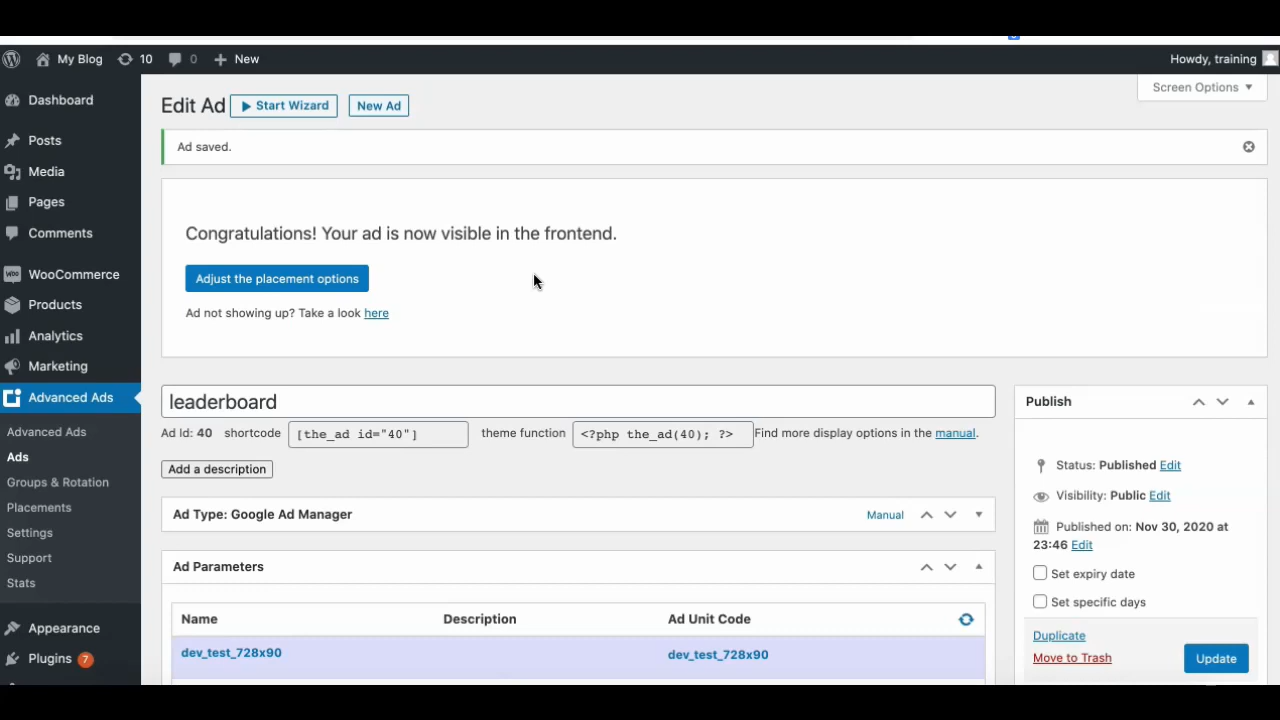 My Blog 10 0 New Howdy, training
Screen Options
Edit Ad Start Wizard New Ad
Ad saved.
Congratulations! Your ad is now visible in the frontend.
Adjust the placement options
Ad not showing up? Take a look here
Dashboard
Posts
Media
Pages
Comments
WooCommerce
Products
Analytics
Marketing
Advanced Ads
Advanced Ads
Ads
Groups & Rotation
Placements
Settings
Support
Stats
Appearance
Plugins 7
leaderboard
Ad Id: 40 shortcode [the_ad id="40"] theme function <?php the_ad(40); ?> Find more display options in the manual.
Add a description
Ad Type: Google Ad Manager Manual
Ad Parameters
Name Description Ad Unit Code
dev_test_728x90 dev_test_728x90
Publish
Status: Published Edit
Visibility: Public Edit
Published on: Nov 30, 2020 at
23:46 Edit
Set expiry date
Set specific days
Duplicate
Move to Trash
Update